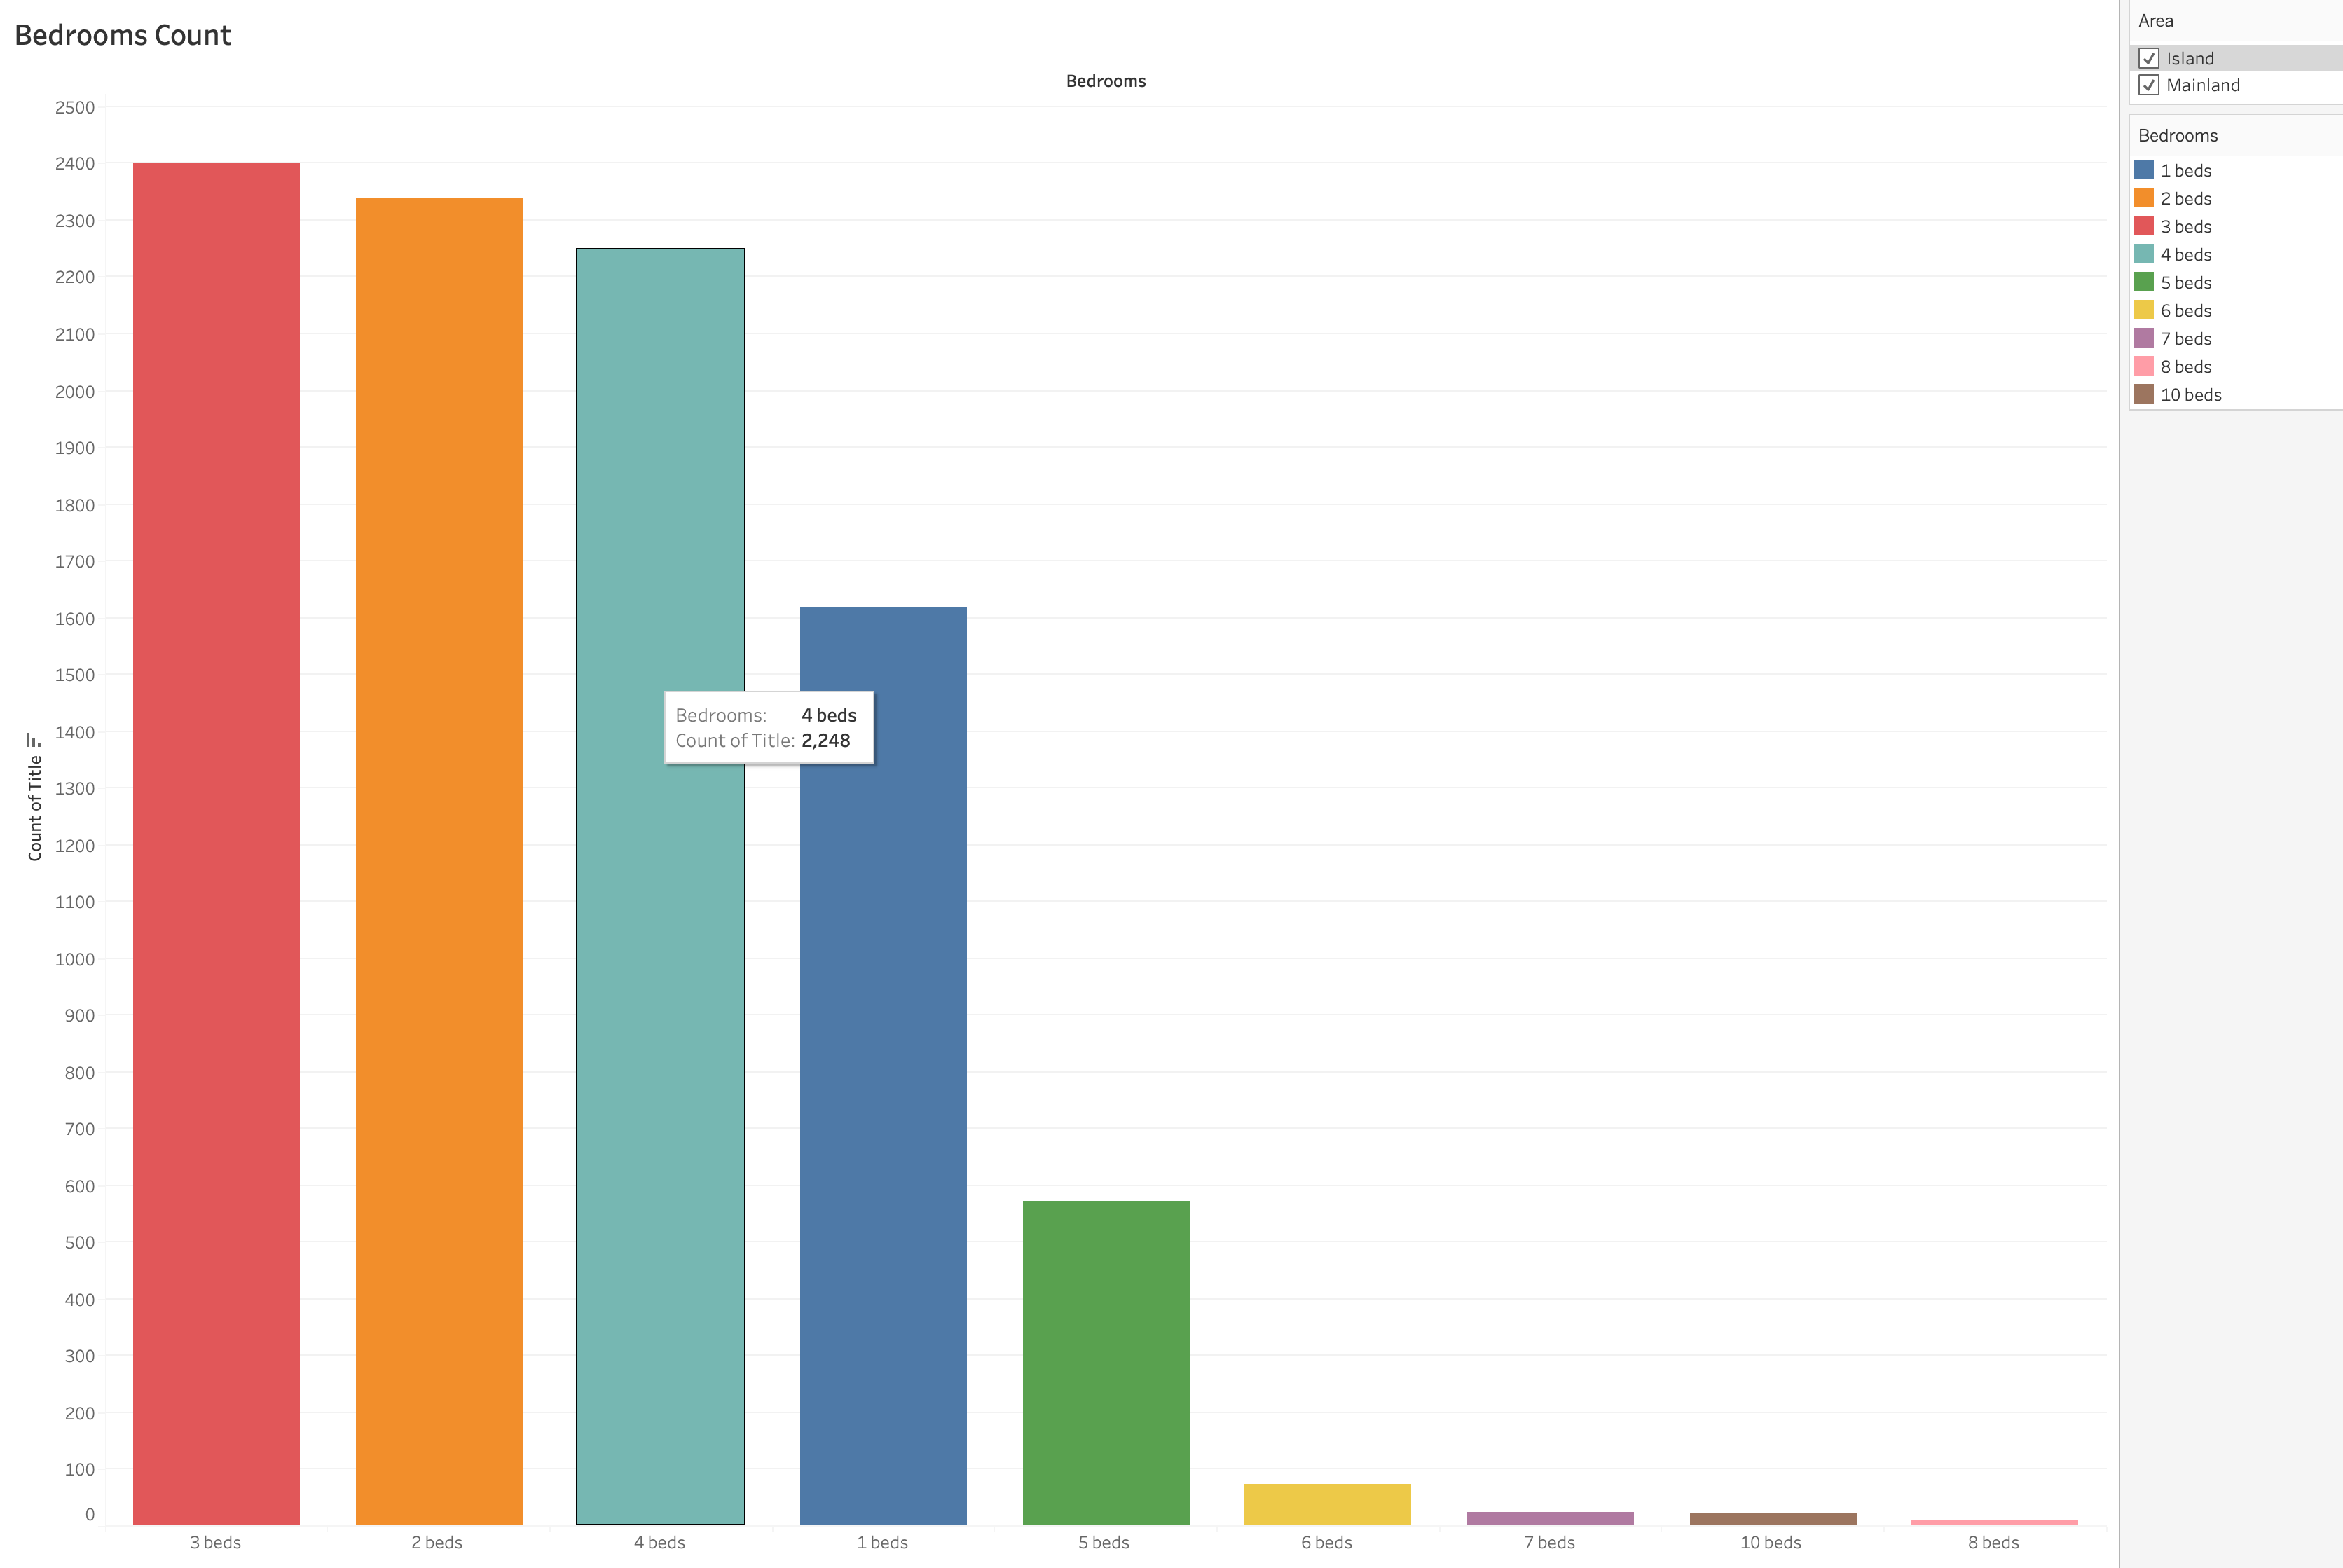 Bedrooms Count
Bedrooms
2500
2400
2300
2200
2100
2000
1900
1800
1700
1600
1500
1400
1300
1200
1100
1000
900
800
700
600
500
400
300
200
100
0
Count of Title
Bedrooms: 4 beds
Count of Title: 2,248
3 beds
2 beds
4 beds
1 beds
5 beds
6 beds
7 beds
10 beds
8 beds
Area
Island
Mainland
Bedrooms
1 beds
2 beds
3 beds
4 beds
5 beds
6 beds
7 beds
8 beds
10 beds